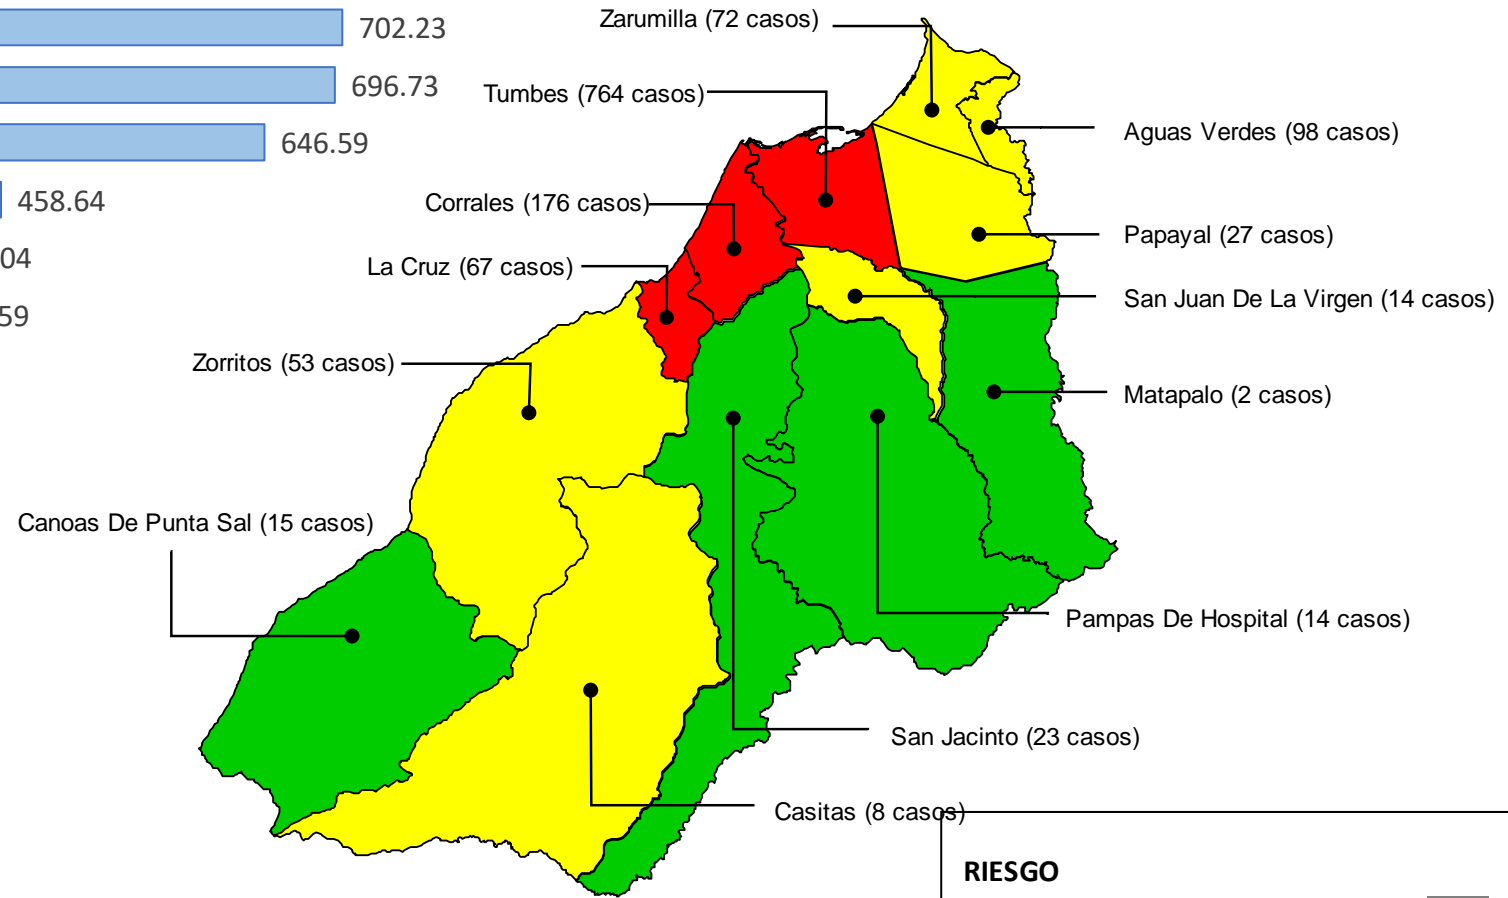 702.23
696.73
646.59
458.64
04
59
Zarumilla (72 casos)
Tumbes (764 casos)
Aguas Verdes (98 casos)
Corrales (176 casos)
Papayal (27 casos)
La Cruz (67 casos)
San Juan De La Virgen (14 casos)
Zorritos (53 casos)
Matapalo (2 casos)
Canoas De Punta Sal (15 casos)
Pampas De Hospital (14 casos)
San Jacinto (23 casos)
Casitas (8 casos)
RIESGO